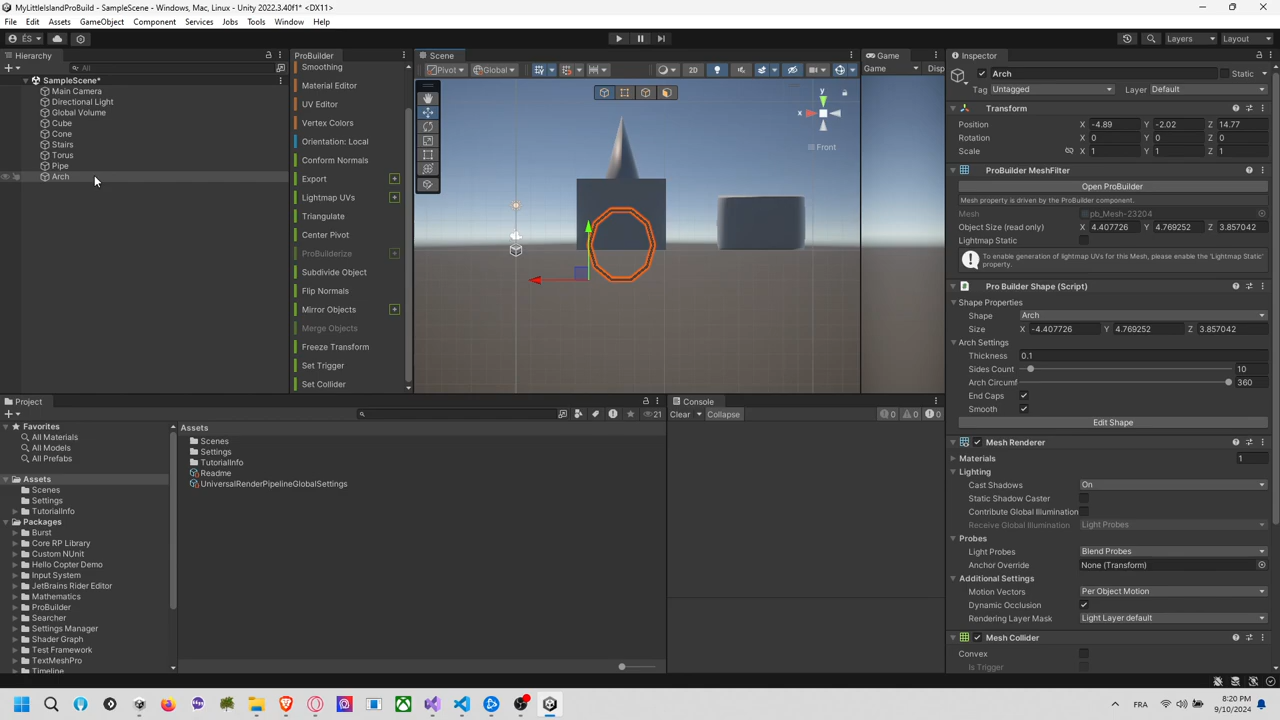 MyLittleIslandProBuild - SampleScene - Windows, Mac, Linux - Unity 2022.3.40f1* <DX11>
File Edit Assets GameObject Component Services Jobs Tools Window Help
ÉS
Layers Layout
Hierarchy
All
SampleScene*
Main Camera
Directional Light
Global Volume
Cube
Cone
Stairs
Torus
Pipe
Arch
ProBuilder
Smoothing
Material Editor
UV Editor
Vertex Colors
Orientation: Local
Conform Normals
Export
Lightmap UVs
Triangulate
Center Pivot
ProBuilderize
Subdivide Object
Flip Normals
Mirror Objects
Merge Objects
Freeze Transform
Set Trigger
Set Collider
Scene
Pivot Global 2D
y
x
Front
Game
Game Disp
Inspector
Arch Static
Tag Untagged Layer Default
Transform
Position X -4.89 Y -2.02 Z 14.77
Rotation X 0 Y 0 Z 0
Scale X 1 Y 1 Z 1
ProBuilder MeshFilter
Open ProBuilder
Mesh property is driven by the ProBuilder component.
Mesh pb_Mesh-23204
Object Size (read only) X 4.407726 Y 4.769252 Z 3.857042
Lightmap Static
To enable generation of lightmap UVs for this Mesh, please enable the 'Lightmap Static'
property.
Pro Builder Shape (Script)
Shape Properties
Shape Arch
Size X -4.407726 Y 4.769252 Z 3.857042
Arch Settings
Thickness 0.1
Sides Count 10
Arch Circumf 360
End Caps
Smooth
Edit Shape
Mesh Renderer
Materials 1
Lighting
Cast Shadows On
Static Shadow Caster
Contribute Global Illumination
Receive Global Illumination Light Probes
Probes
Light Probes Blend Probes
Anchor Override None (Transform)
Additional Settings
Motion Vectors Per Object Motion
Dynamic Occlusion
Rendering Layer Mask Light Layer default
Mesh Collider
Convex
Is Trigger
Project
21
Favorites
All Materials
All Models
All Prefabs
Assets
Scenes
Settings
TutorialInfo
Packages
Burst
Core RP Library
Custom NUnit
Hello Copter Demo
Input System
JetBrains Rider Editor
Mathematics
ProBuilder
Searcher
Settings Manager
Shader Graph
Test Framework
TextMeshPro
Timeline
Assets
Scenes
Settings
TutorialInfo
Readme
UniversalRenderPipelineGlobalSettings
Console
Clear Collapse 0 0 0
FRA
8:20 PM
9/10/2024